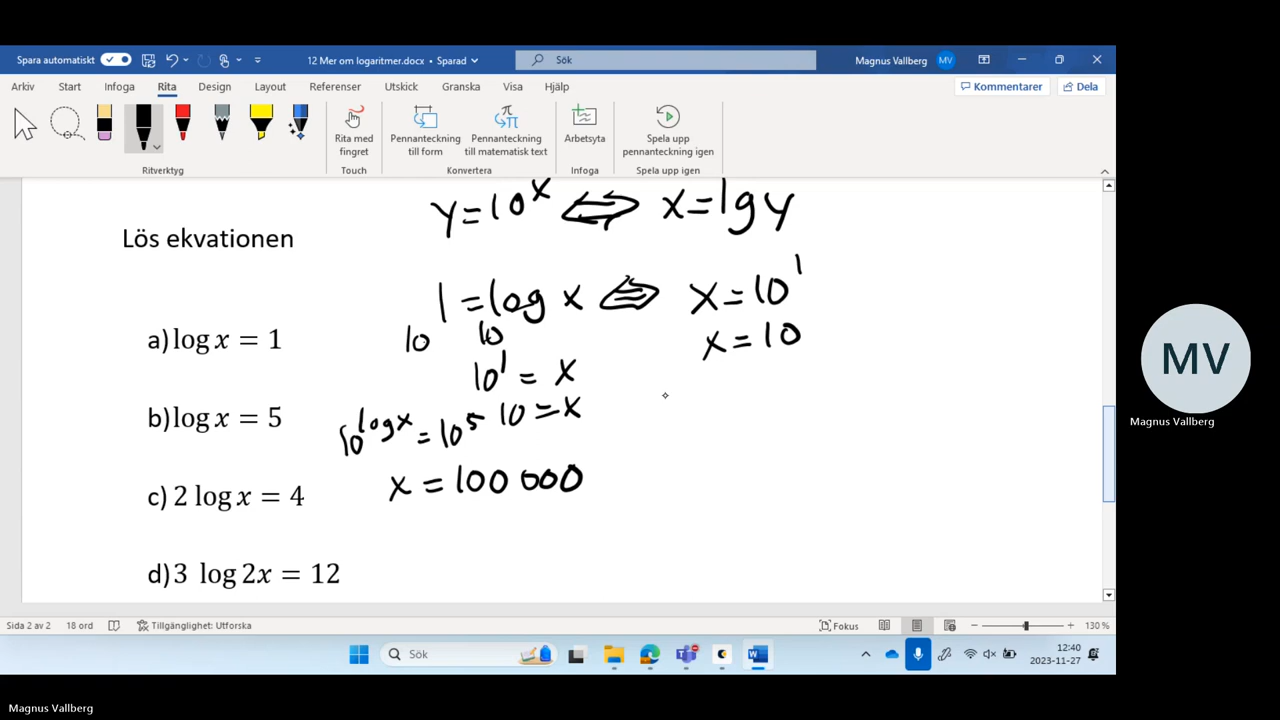 Spara automatiskt
12 Mer om logaritmer.docx • Sparad
Sök
Magnus Vallberg
MV
Arkiv Start Infoga Rita Design Layout Referenser Utskick Granska Visa Hjälp
Kommentarer
Dela
Rita med fingret
Pennanteckning till form
Pennanteckning till matematisk text
Arbetsyta
Spela upp pennanteckning igen
Ritverktyg
Touch
Konvertera
Infoga
Spela upp igen
y=10^x ⇔ x=lg y
Lös ekvationen
1=log x ⇔ x=10^1
10 10 x=10
a) log x = 1
10^1 = x
b) log x = 5
10=x
10^log x = 10^5
x = 100 000
c) 2 log x = 4
d) 3 log 2x = 12
MV
Magnus Vallberg
Sida 2 av 2 18 ord Tillgänglighet: Utforska
Fokus
130 %
Sök
12:40
2023-11-27
Magnus Vallberg